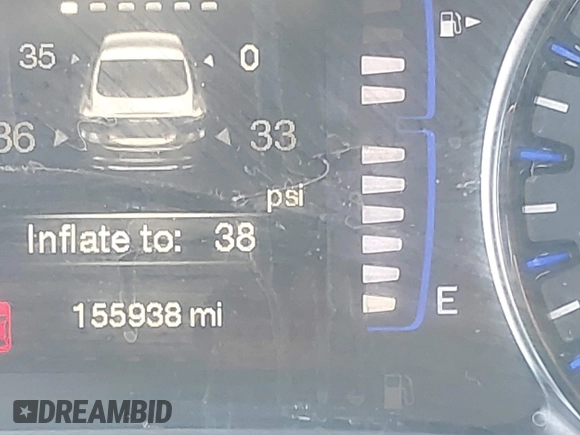 35 0
36 33
psi
Inflate to: 38
155938 mi
E
DREAMBID